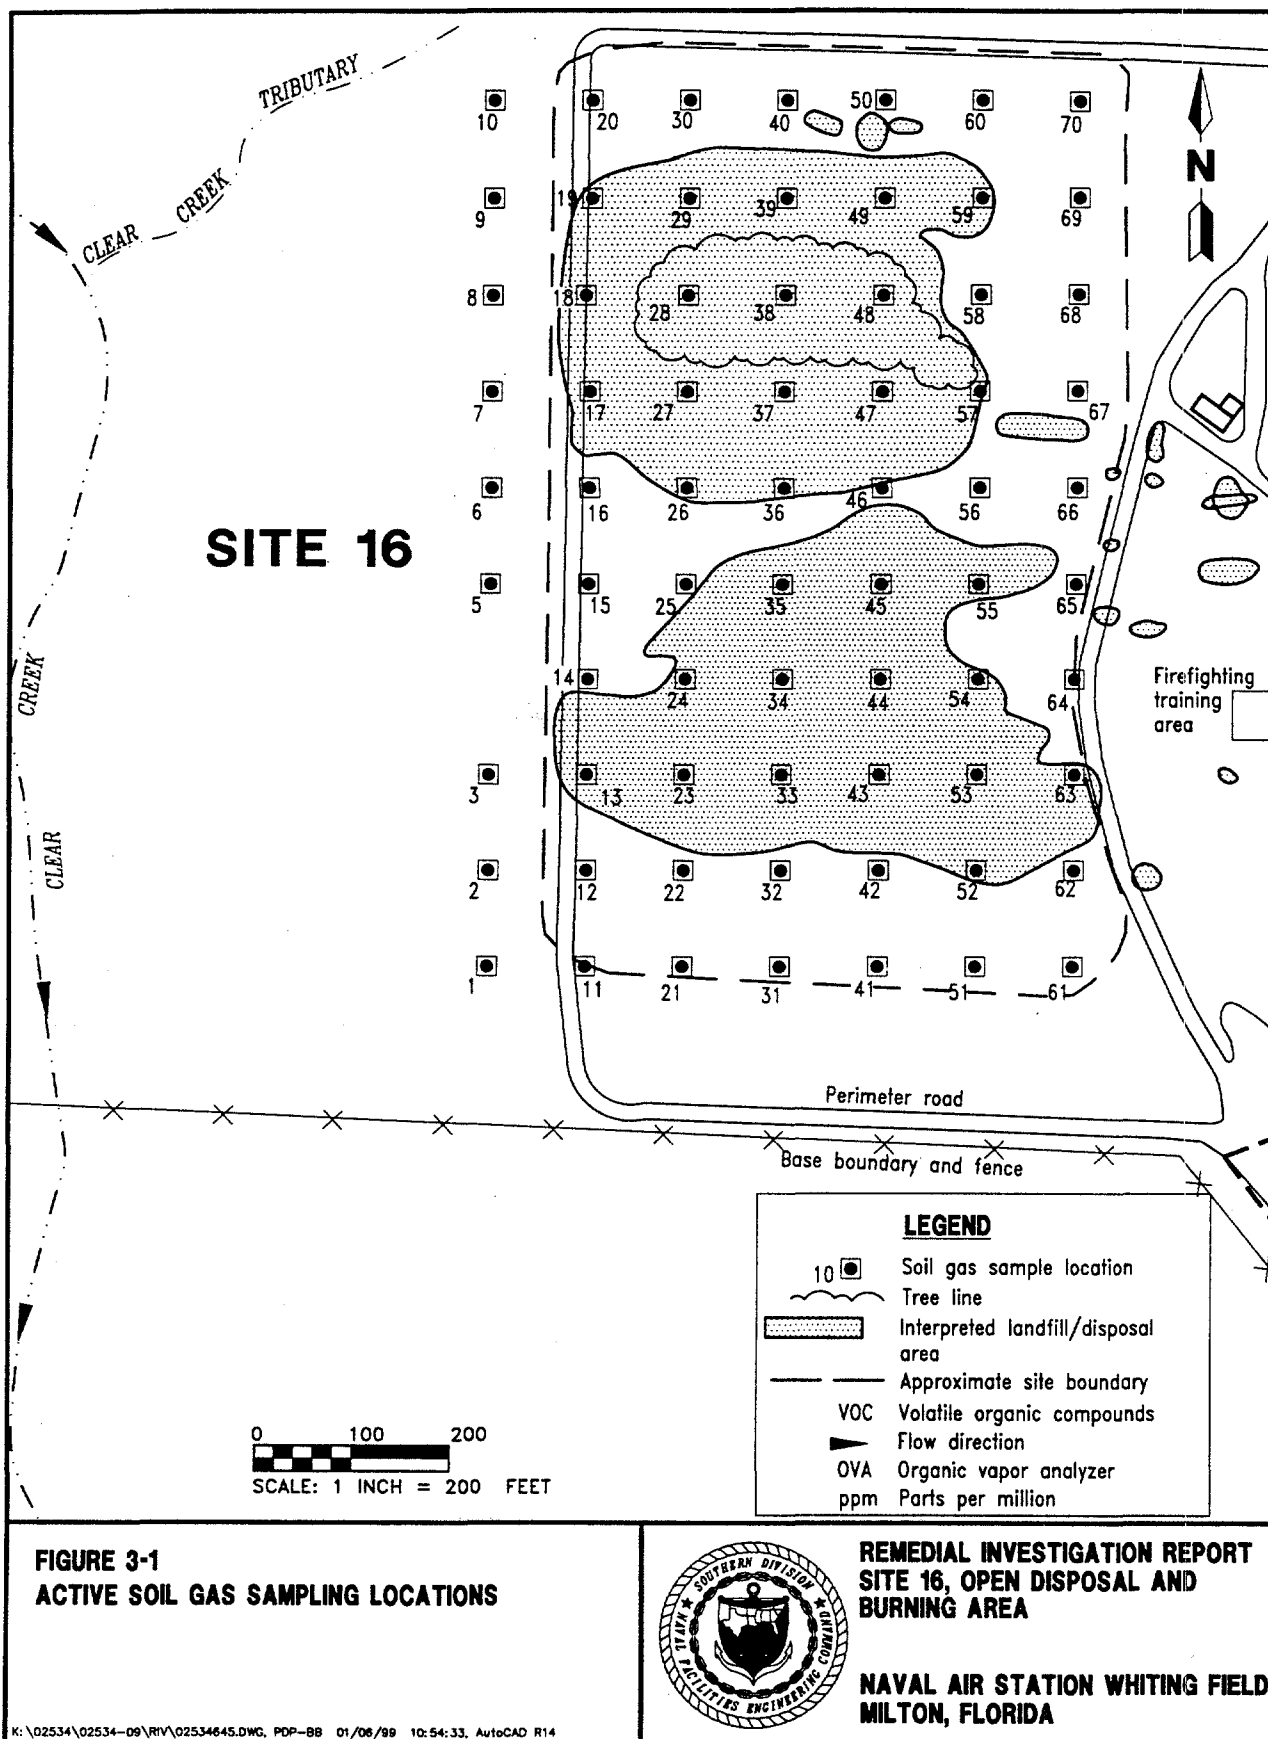 TRIBUTARY
CREEK
CLEAR
10 20 30 40 50 60 70
9 19 29 39 49 59 69
N
8 18 28 38 48 58 68
7 17 27 37 47 57 67
6 16 26 36 46 56 66
SITE 16
5 15 25 35 45 55 65
CREEK
14 24 34 44 54 64
Firefighting
training
area
3 13 23 33 43 53 63
CLEAR
2 12 22 32 42 52 62
1 11 21 31 41 51 61
Perimeter road
Base boundary and fence
LEGEND
10 Soil gas sample location
Tree line
Interpreted landfill/disposal
area
Approximate site boundary
VOC Volatile organic compounds
Flow direction
OVA Organic vapor analyzer
ppm Parts per million
0 100 200
SCALE: 1 INCH = 200 FEET
FIGURE 3-1
ACTIVE SOIL GAS SAMPLING LOCATIONS
SOUTHERN DIVISION
NAVAL FACILITIES ENGINEERING COMMAND
REMEDIAL INVESTIGATION REPORT
SITE 16, OPEN DISPOSAL AND
BURNING AREA
NAVAL AIR STATION WHITING FIELD
MILTON, FLORIDA
K:\02534\02534-09\RIV\02534645.DWG, PDP-BB 01/06/99 10:54:33, AutoCAD R14